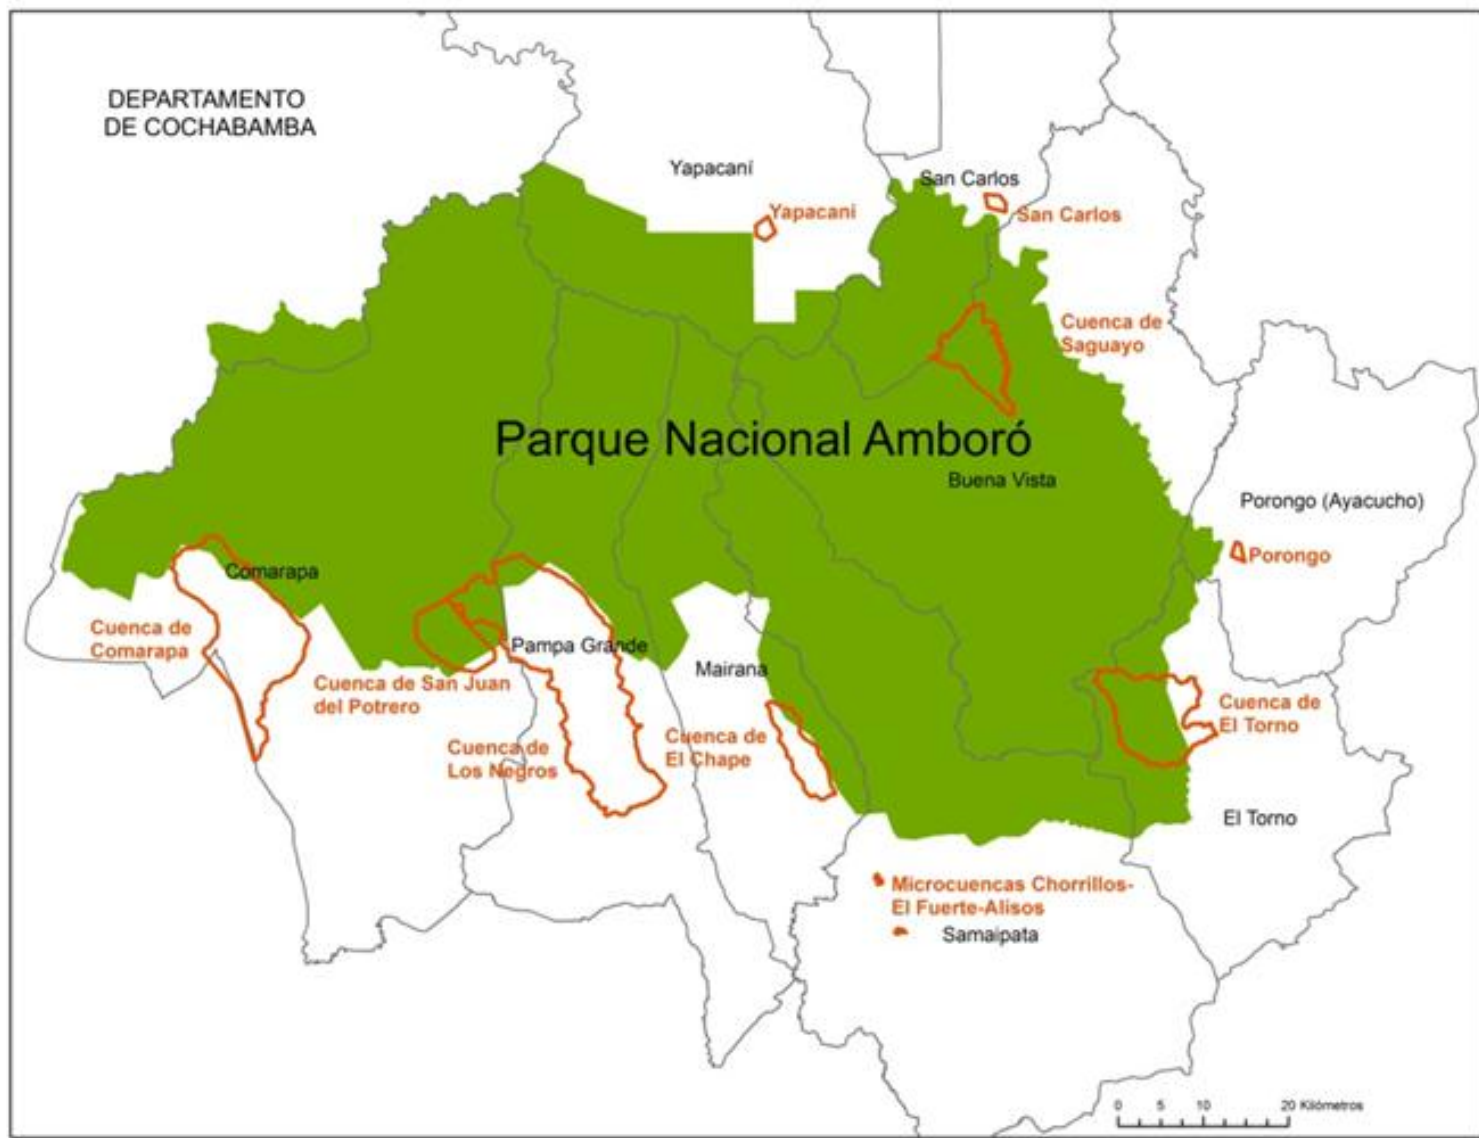 DEPARTAMENTO
DE COCHABAMBA
Yapacaní
San Carlos
Yapacaní
San Carlos
Cuenca de
Saguayo
Parque Nacional Amboró
Buena Vista
Porongo (Ayacucho)
Porongo
Comarapa
Cuenca de
Comarapa
Pampa Grande
Mairana
Cuenca de San Juan
del Potrero
Cuenca de
El Torno
Cuenca de
Los Negros
Cuenca de
El Chape
El Torno
Microcuencas Chorrillos-
El Fuerte-Alisos
Samaipata
0 5 10 20 Kilómetros